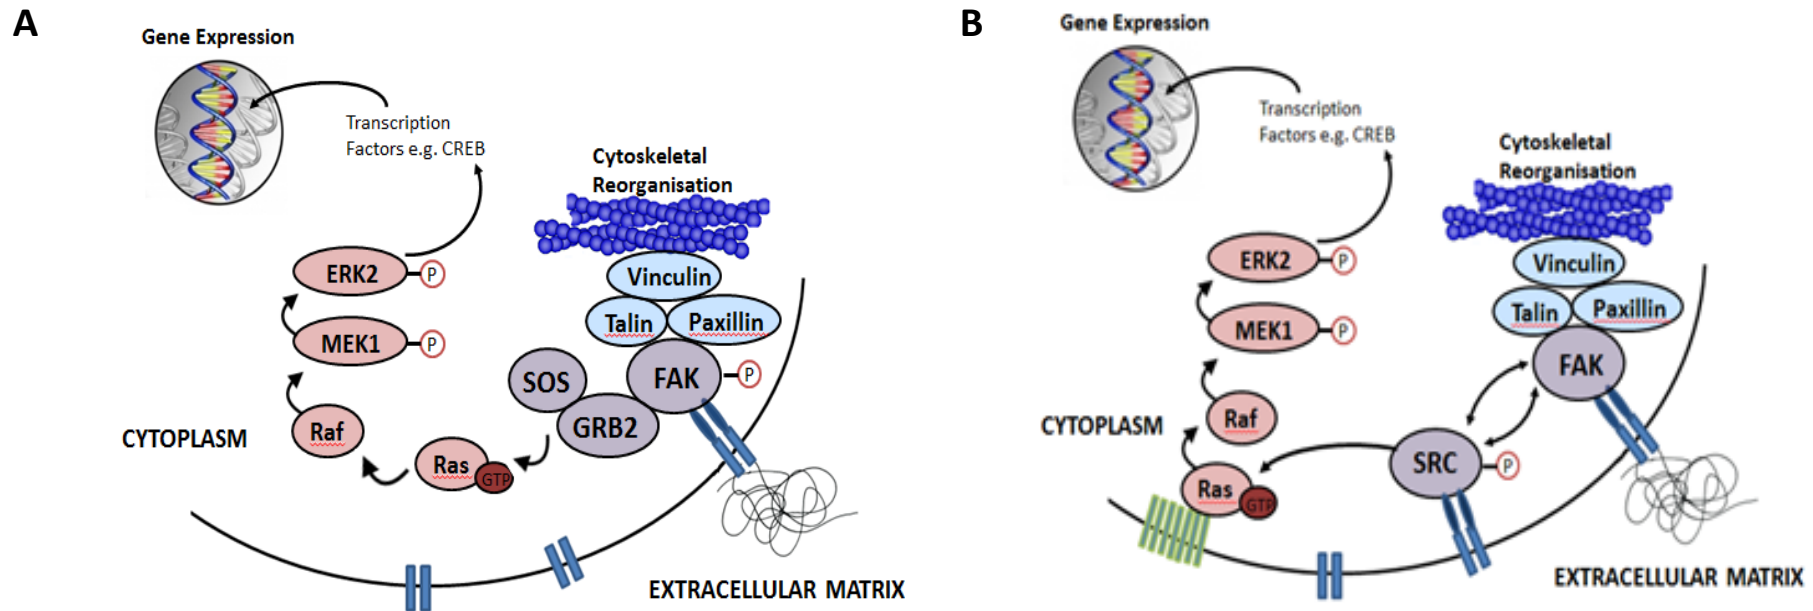 A
Gene Expression
Transcription
Factors e.g. CREB
Cytoskeletal
Reorganisation
ERK2
P
Vinculin
MEK1
P
Talin
Paxillin
SOS
FAK
P
GRB2
CYTOPLASM
Raf
Ras
GTP
EXTRACELLULAR MATRIX
B
Gene Expression
Transcription
Factors e.g. CREB
Cytoskeletal
Reorganisation
ERK2
P
Vinculin
MEK1
P
Talin
Paxillin
FAK
CYTOPLASM
Raf
SRC
P
Ras
GTP
EXTRACELLULAR MATRIX